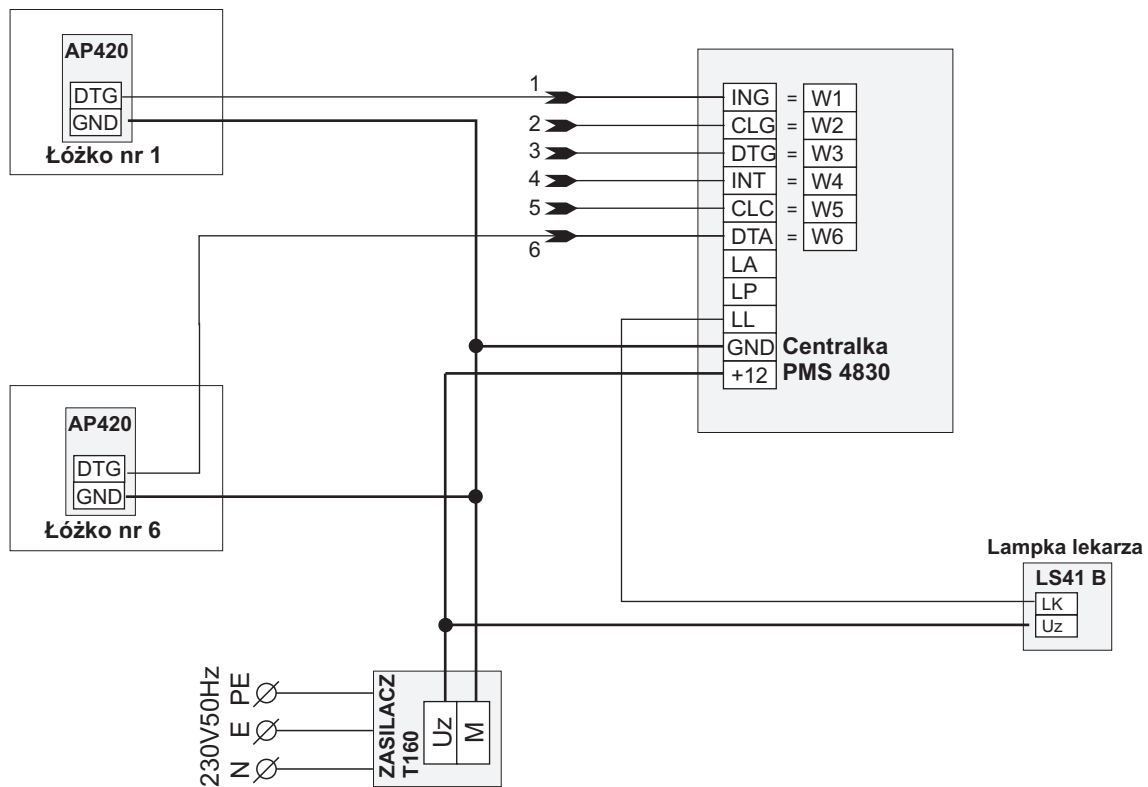 AP420
DTG
GND
Łóżko nr 1
1
2
3
4
5
6
ING = W1
CLG = W2
DTG = W3
INT = W4
CLC = W5
DTA = W6
LA
LP
LL
GND Centralka
+12 PMS 4830
AP420
DTG
GND
Łóżko nr 6
Lampka lekarza
LS41 B
LK
Uz
230V50Hz
PE
E
N
ZASILACZ
T160
Uz
M